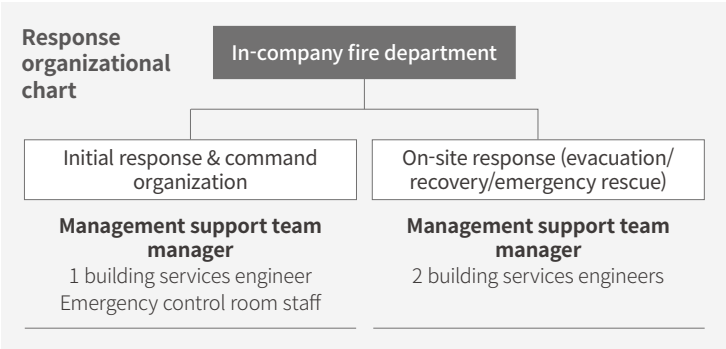 Response
organizational
chart
In-company fire department
Initial response & command
organization
On-site response (evacuation/
recovery/emergency rescue)
Management support team
manager
1 building services engineer
Emergency control room staff
Management support team
manager
2 building services engineers